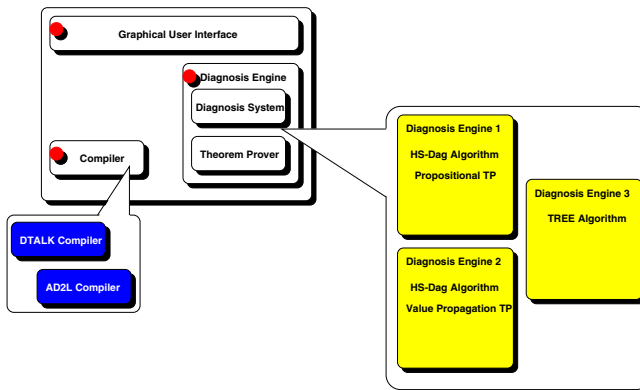 Graphical User Interface
Diagnosis Engine
Diagnosis System
Theorem Prover
Compiler
DTALK Compiler
AD2L Compiler
Diagnosis Engine 1
HS-Dag Algorithm
Propositional TP
Diagnosis Engine 2
HS-Dag Algorithm
Value Propagation TP
Diagnosis Engine 3
TREE Algorithm